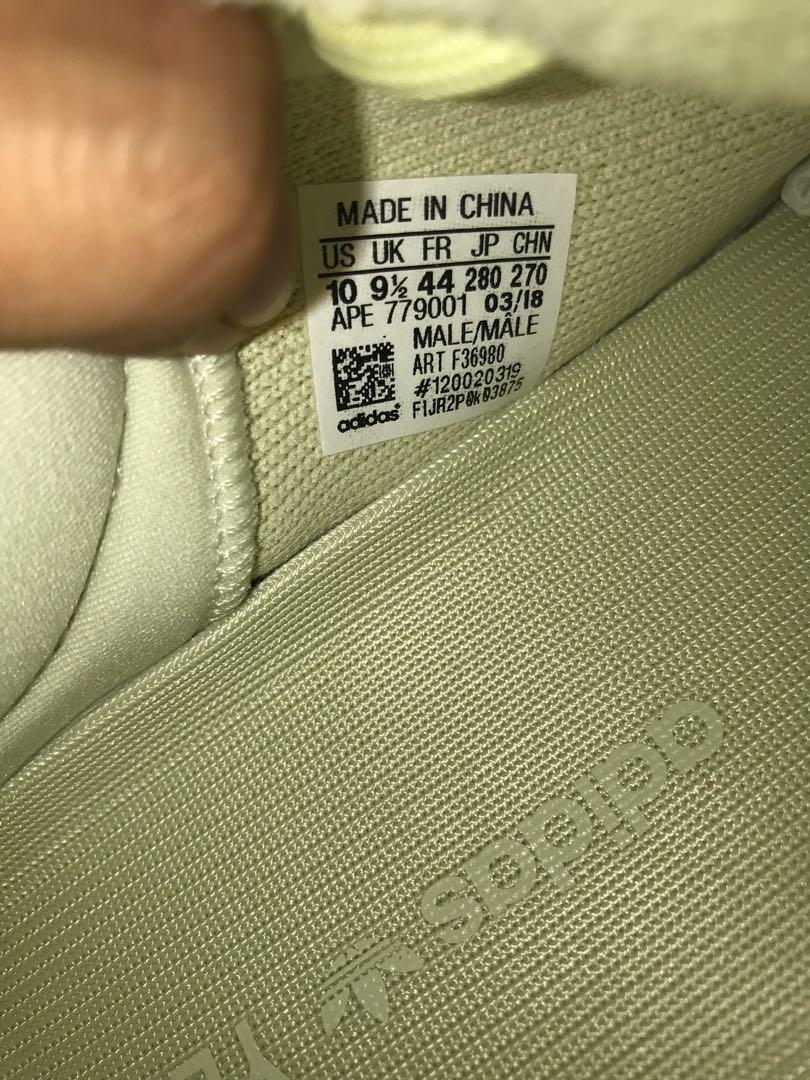 MADE IN CHINA
US UK FR JP CHN
10 9½ 44 280 270
APE 779001 03/18
MALE/MÂLE
ART F36980
#120020319
adidas
adidas